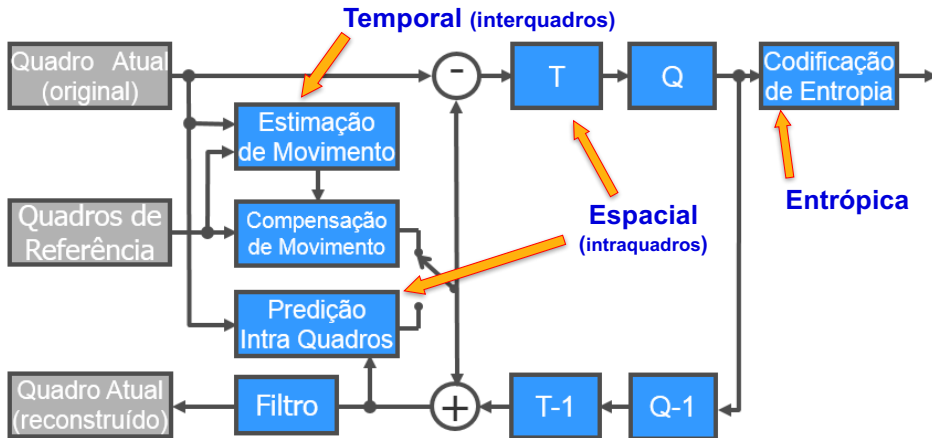 Temporal (interquadros)
Quadro Atual
(original)
-
T
Q
Codificação
de Entropia
Estimação
de Movimento
Quadros de
Referência
Compensação
de Movimento
Espacial
(intraquadros)
Entrópica
Predição
Intra Quadros
Quadro Atual
(reconstruído)
Filtro
+
T-1
Q-1